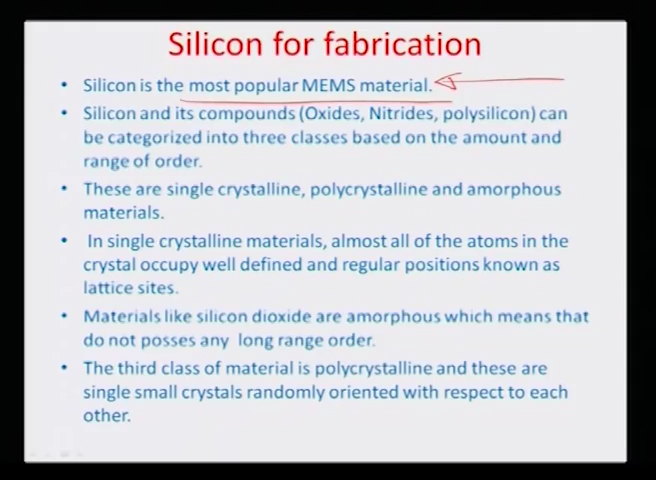 Silicon for fabrication
• Silicon is the most popular MEMS material.
• Silicon and its compounds (Oxides, Nitrides, polysilicon) can
be categorized into three classes based on the amount and
range of order.
• These are single crystalline, polycrystalline and amorphous
materials.
• In single crystalline materials, almost all of the atoms in the
crystal occupy well defined and regular positions known as
lattice sites.
• Materials like silicon dioxide are amorphous which means that
do not posses any long range order.
• The third class of material is polycrystalline and these are
single small crystals randomly oriented with respect to each
other.